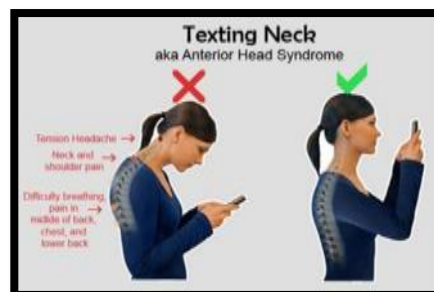 Texting Neck
aka Anterior Head Syndrome
Tension Headache
Neck and
shoulder pain
Difficulty breathing,
pain in
midlde of back,
chest, and
lower back